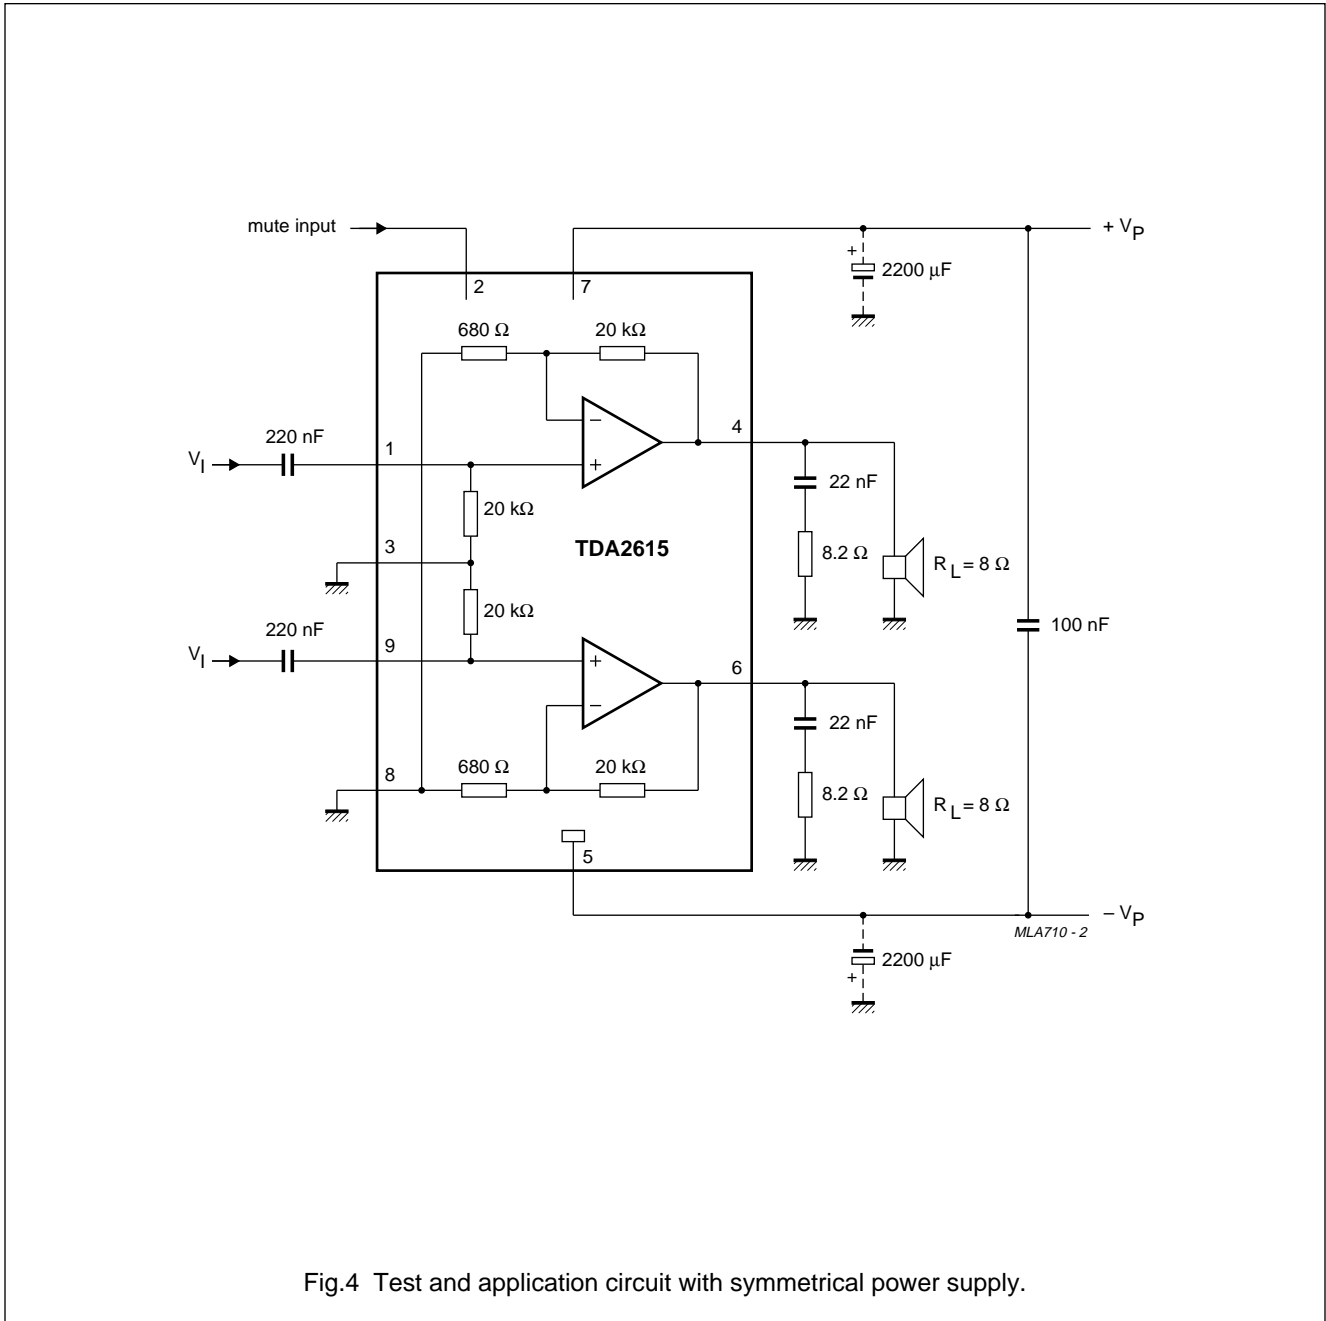 mute input
+ V_P
+
2200 µF
2
7
680 Ω
20 kΩ
−
4
220 nF
1
V_I
+
22 nF
20 kΩ
TDA2615
3
8.2 Ω
R_L = 8 Ω
20 kΩ
100 nF
220 nF
9
V_I
+
6
−
22 nF
680 Ω
20 kΩ
8
8.2 Ω
R_L = 8 Ω
5
− V_P
MLA710 - 2
2200 µF
+
Fig.4 Test and application circuit with symmetrical power supply.